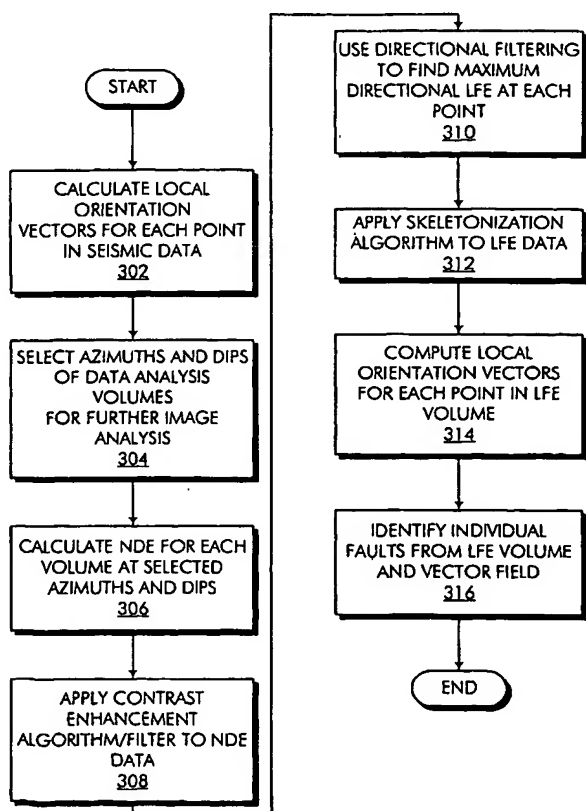 START
CALCULATE LOCAL
ORIENTATION
VECTORS FOR EACH POINT
IN SEISMIC DATA
302
SELECT AZIMUTHS AND DIPS
OF DATA ANALYSIS
VOLUMES
FOR FURTHER IMAGE
ANALYSIS
304
CALCULATE NDE FOR EACH
VOLUME AT SELECTED
AZIMUTHS AND DIPS
306
APPLY CONTRAST
ENHANCEMENT
ALGORITHM/FILTER TO NDE
DATA
308
USE DIRECTIONAL FILTERING
TO FIND MAXIMUM
DIRECTIONAL LFE AT EACH
POINT
310
APPLY SKELETONIZATION
ALGORITHM TO LFE DATA
312
COMPUTE LOCAL
ORIENTATION VECTORS
FOR EACH POINT IN LFE
VOLUME
314
IDENTIFY INDIVIDUAL
FAULTS FROM LFE VOLUME
AND VECTOR FIELD
316
END